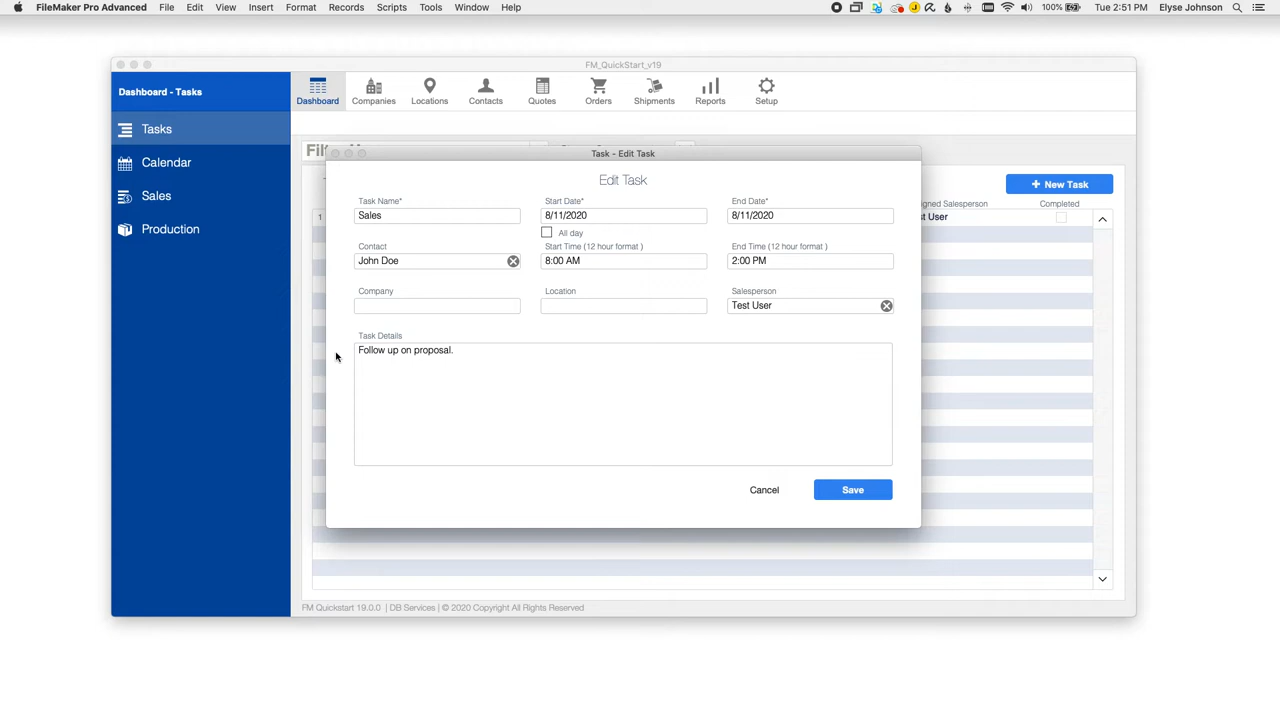 FileMaker Pro Advanced File Edit View Insert Format Records Scripts Tools Window Help 100% Tue 2:51 PM Elyse Johnson
FM_QuickStart_v19
Dashboard - Tasks
Dashboard Companies Locations Contacts Quotes Orders Shipments Reports Setup
Tasks
Calendar
Sales
Production
Task - Edit Task
Edit Task
+ New Task
Task Name* Start Date* End Date*
Completed
Sales 8/11/2020 8/11/2020
1
User
All day
Contact Start Time (12 hour format ) End Time (12 hour format )
John Doe 8:00 AM 2:00 PM
Company Location Salesperson
Test User
Task Details
Follow up on proposal.
Cancel Save
FM Quickstart 19.0.0 | DB Services | © 2020 Copyright All Rights Reserved